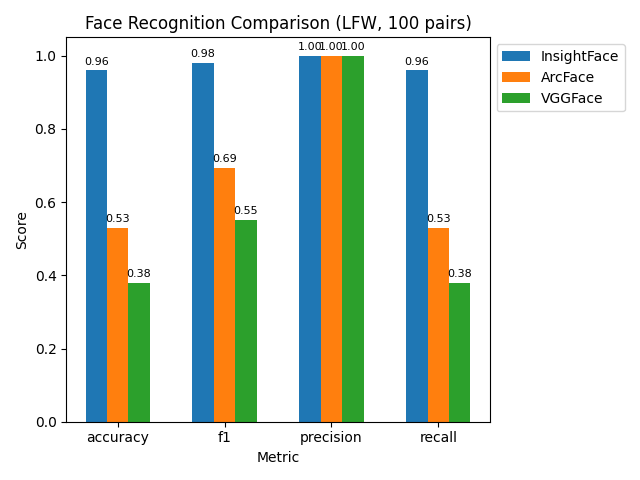 Face Recognition Comparison (LFW, 100 pairs)
InsightFace
ArcFace
VGGFace
Score
1.0
0.8
0.6
0.4
0.2
0.0
0.96
0.53
0.38
0.98
0.69
0.55
1.00
1.00
1.00
0.96
0.53
0.38
accuracy
f1
precision
recall
Metric